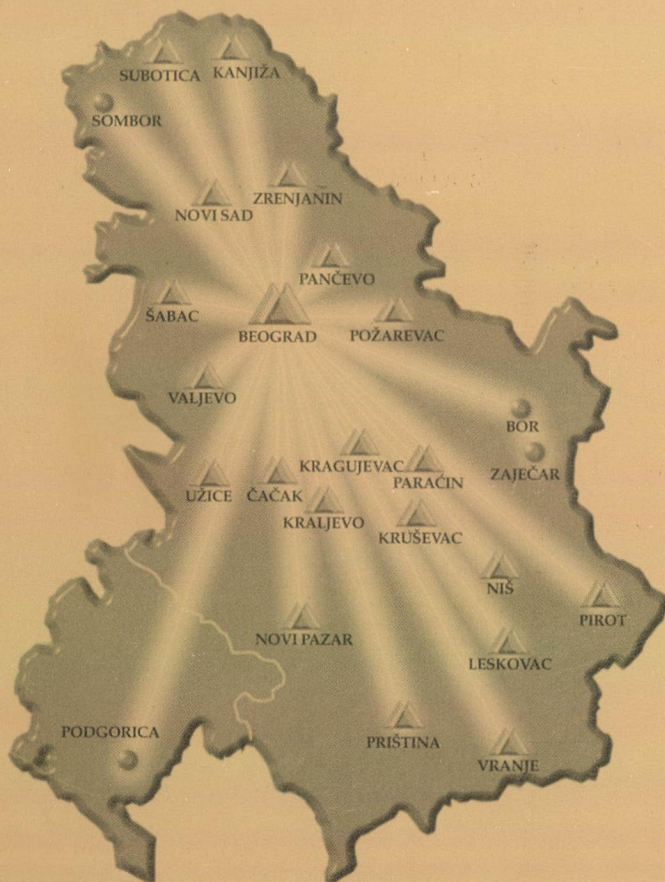 SUBOTICA
KANJIŽA
SOMBOR
ZRENJANIN
NOVI SAD
PANČEVO
ŠABAC
BEOGRAD
POŽAREVAC
VALJEVO
BOR
KRAGUJEVAC
ZAJEČAR
PARAĆIN
UŽICE
ČAČAK
KRALJEVO
KRUŠEVAC
NIŠ
PIROT
NOVI PAZAR
LESKOVAC
PODGORICA
PRIŠTINA
VRANJE